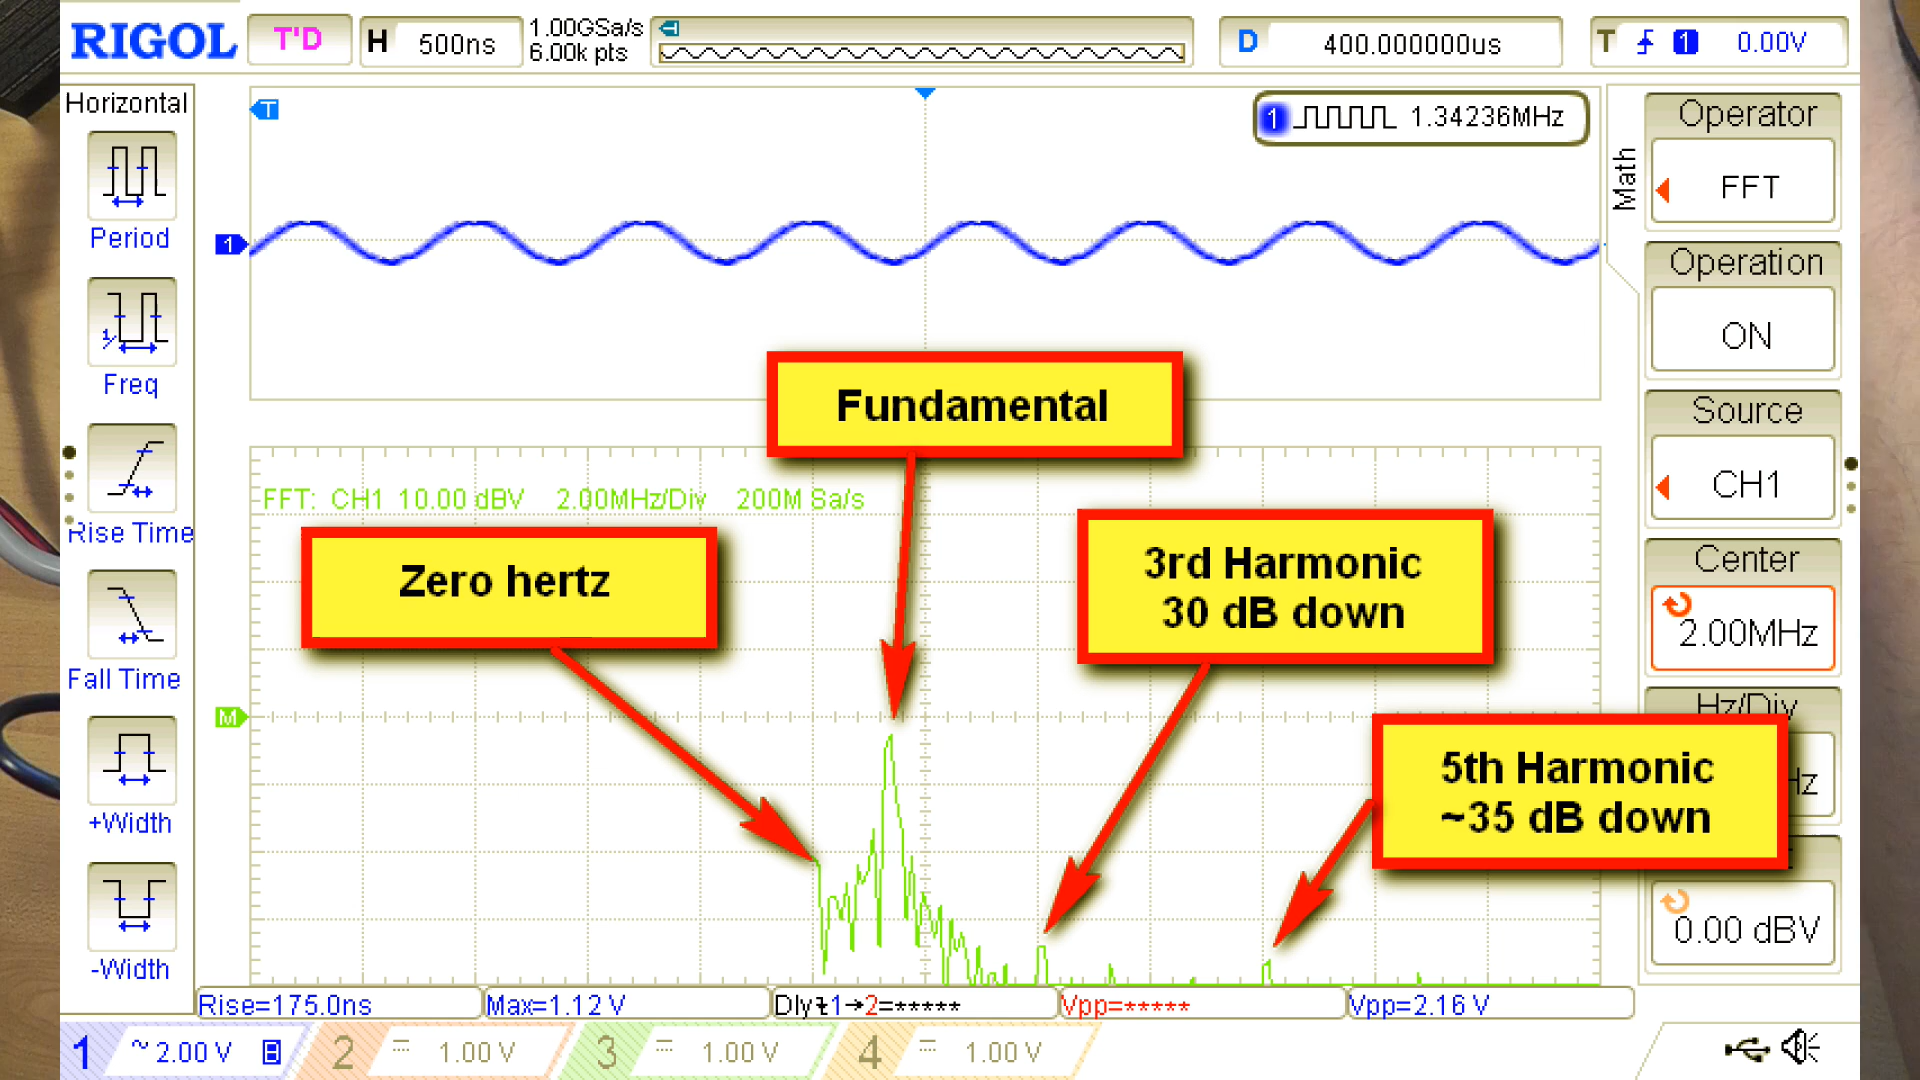 RIGOL
T'D
H 500ns
1.00GSa/s
6.00k pts
D 400.000000us
T 1 0.00V
Horizontal
Period
Freq
Rise Time
Fall Time
+Width
-Width
T
1 1.34236MHz
1
Math
Operator
FFT
Operation
ON
Source
CH1
Center
2.00MHz
Hz/Div
Hz
0.00 dBV
Fundamental
FFT: CH1 10.00 dBV 2.00MHz/Div 200M Sa/s
Zero hertz
3rd Harmonic
30 dB down
5th Harmonic
~35 dB down
M
Rise=175.0ns
Max=1.12 V
Dly1→2=*****
Vpp=*****
Vpp=2.16 V
1 ~ 2.00 V B
2 1.00 V
3 1.00 V
4 1.00 V